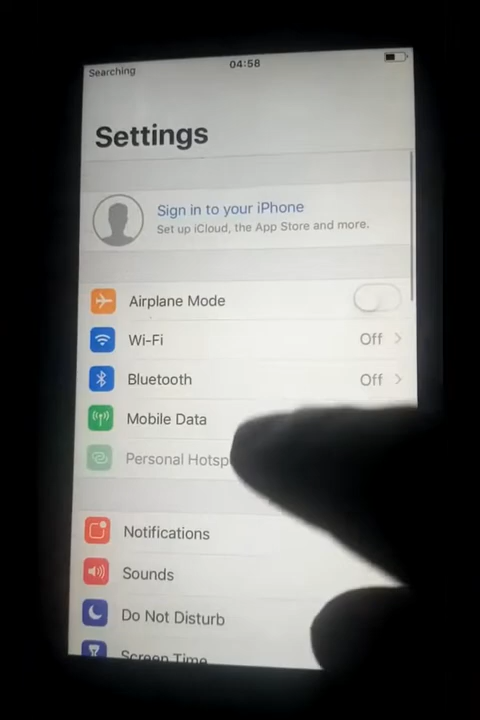 Searching 04:58
Settings
Sign in to your iPhone
Set up iCloud, the App Store and more.
Airplane Mode
Wi-Fi Off
Bluetooth Off
Mobile Data
Personal Hotsp
Notifications
Sounds
Do Not Disturb
Screen Time